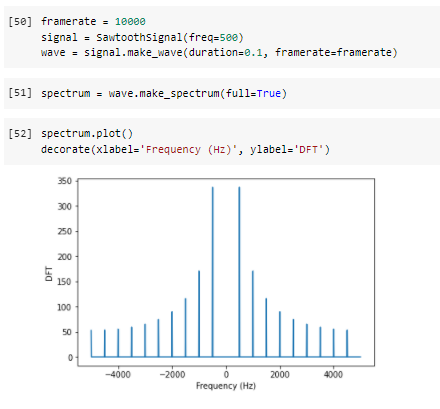 [50] framerate = 10000
signal = SawtoothSignal(freq=500)
wave = signal.make_wave(duration=0.1, framerate=framerate)
[51] spectrum = wave.make_spectrum(full=True)
[52] spectrum.plot()
decorate(xlabel='Frequency (Hz)', ylabel='DFT')
350
300
250
200
150
100
50
0
DFT
−4000 −2000 0 2000 4000
Frequency (Hz)